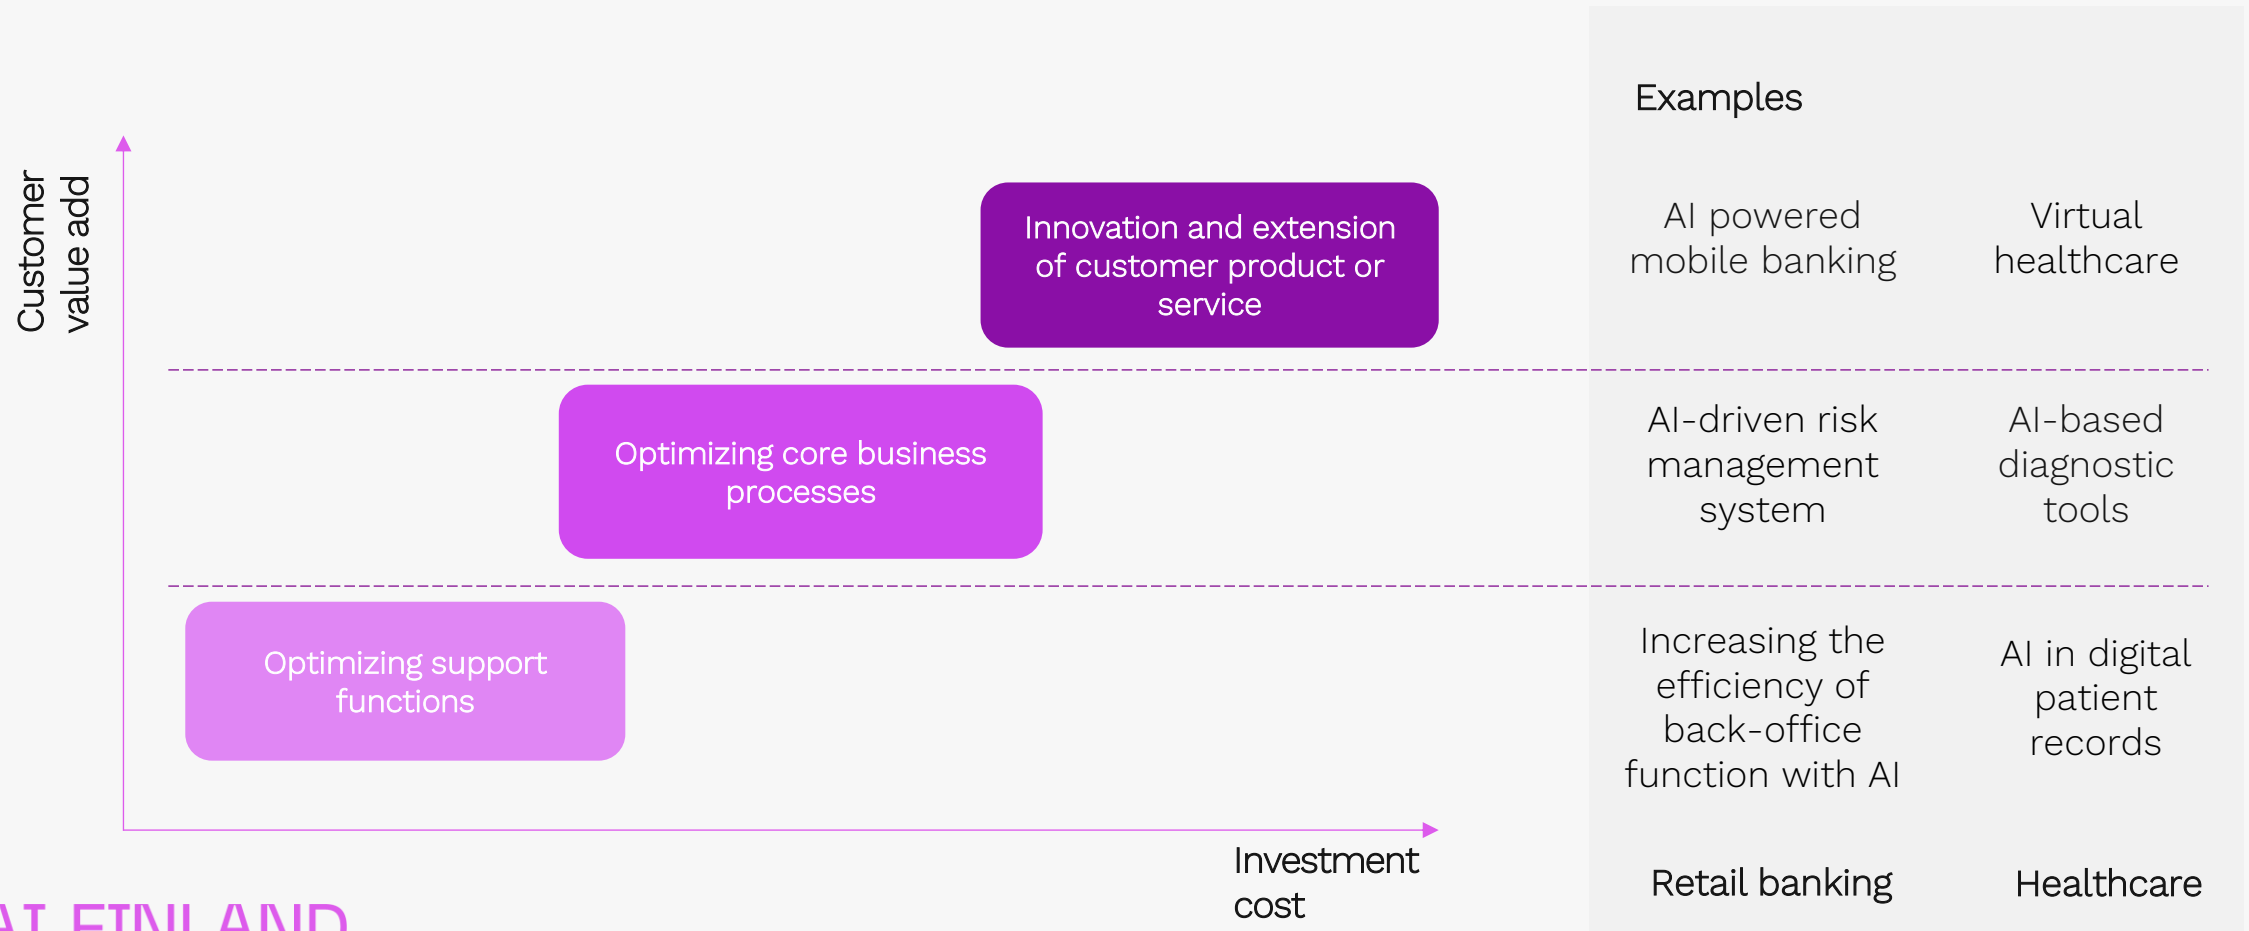 Examples
Customer
value add
Innovation and extension
of customer product or
service
AI powered
mobile banking
Virtual
healthcare
Optimizing core business
processes
AI-driven risk
management
system
AI-based
diagnostic
tools
Optimizing support
functions
Increasing the
efficiency of
back-office
function with AI
AI in digital
patient
records
Investment
cost
Retail banking
Healthcare
AI FINLAND